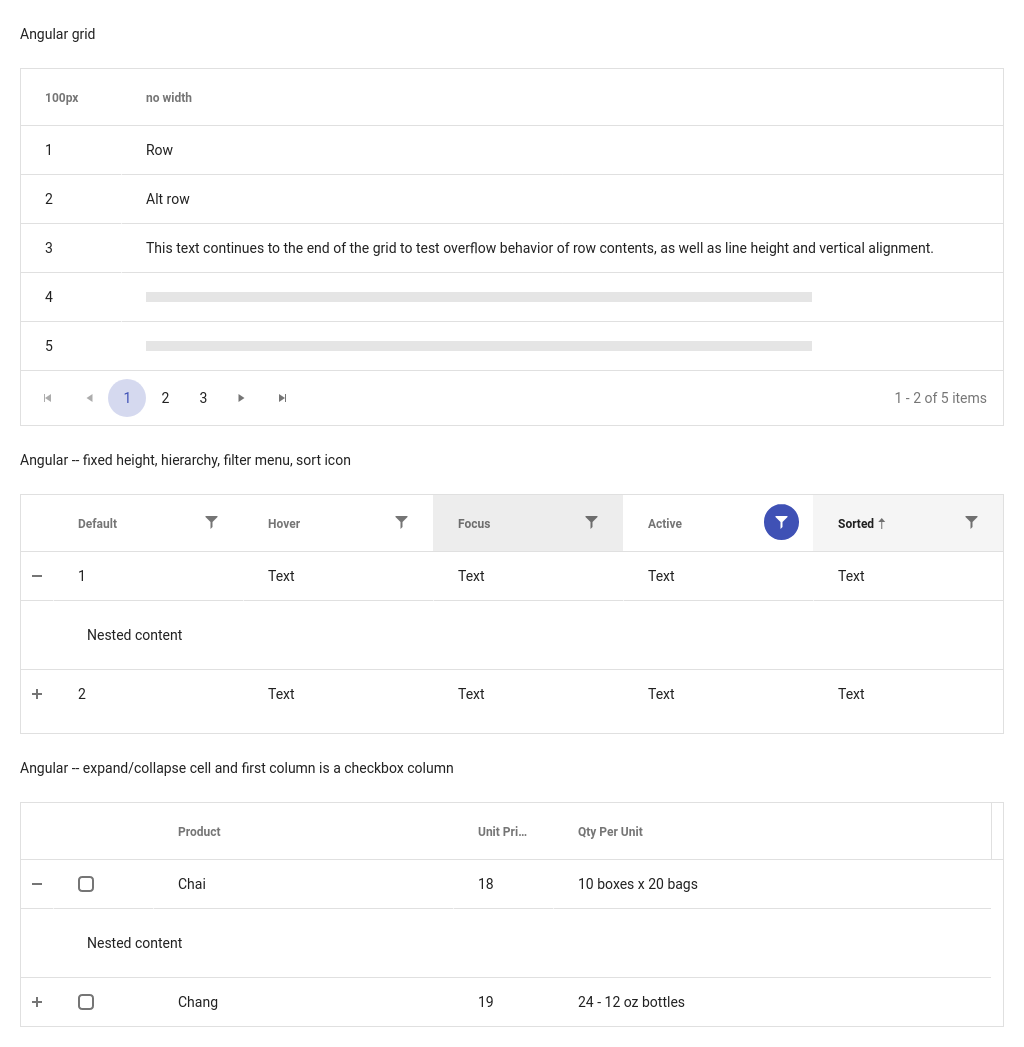 Angular grid
100px no width
1 Row
2 Alt row
3 This text continues to the end of the grid to test overflow behavior of row contents, as well as line height and vertical alignment.
4
5
1 2 3 1 - 2 of 5 items
Angular -- fixed height, hierarchy, filter menu, sort icon
Default Hover Focus Active Sorted
1 Text Text Text Text
Nested content
2 Text Text Text Text
Angular -- expand/collapse cell and first column is a checkbox column
Product Unit Pri... Qty Per Unit
Chai 18 10 boxes x 20 bags
Nested content
Chang 19 24 - 12 oz bottles